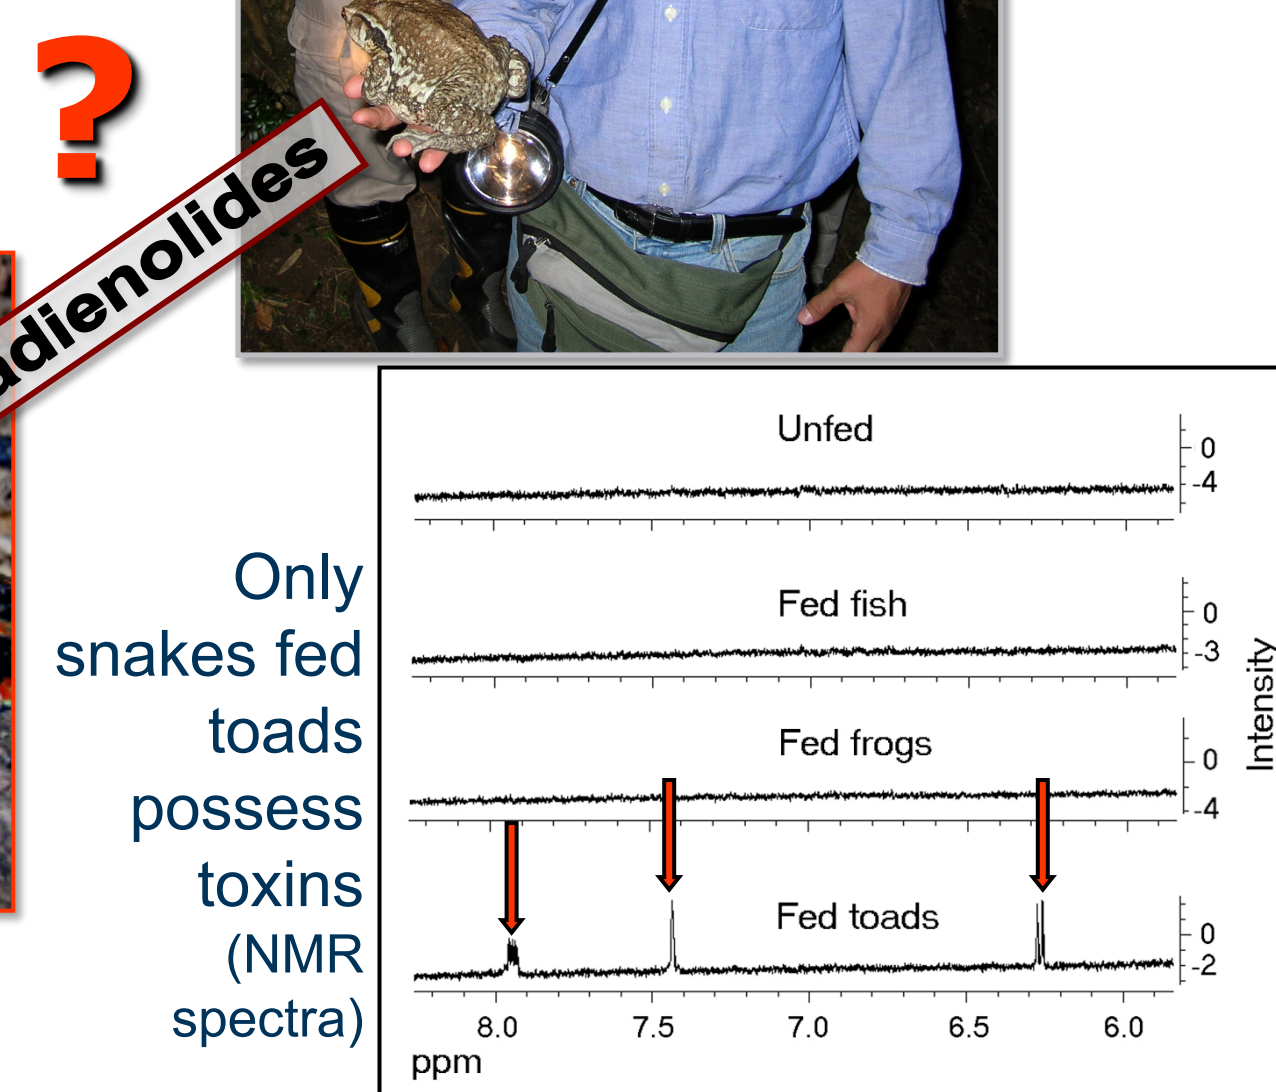 ?
adienolides
Only
snakes fed
toads
possess
toxins
(NMR
spectra)
Unfed
0
-4
Fed fish
0
-3
Fed frogs
0
-4
Fed toads
0
-2
Intensity
8.0 7.5 7.0 6.5 6.0
ppm